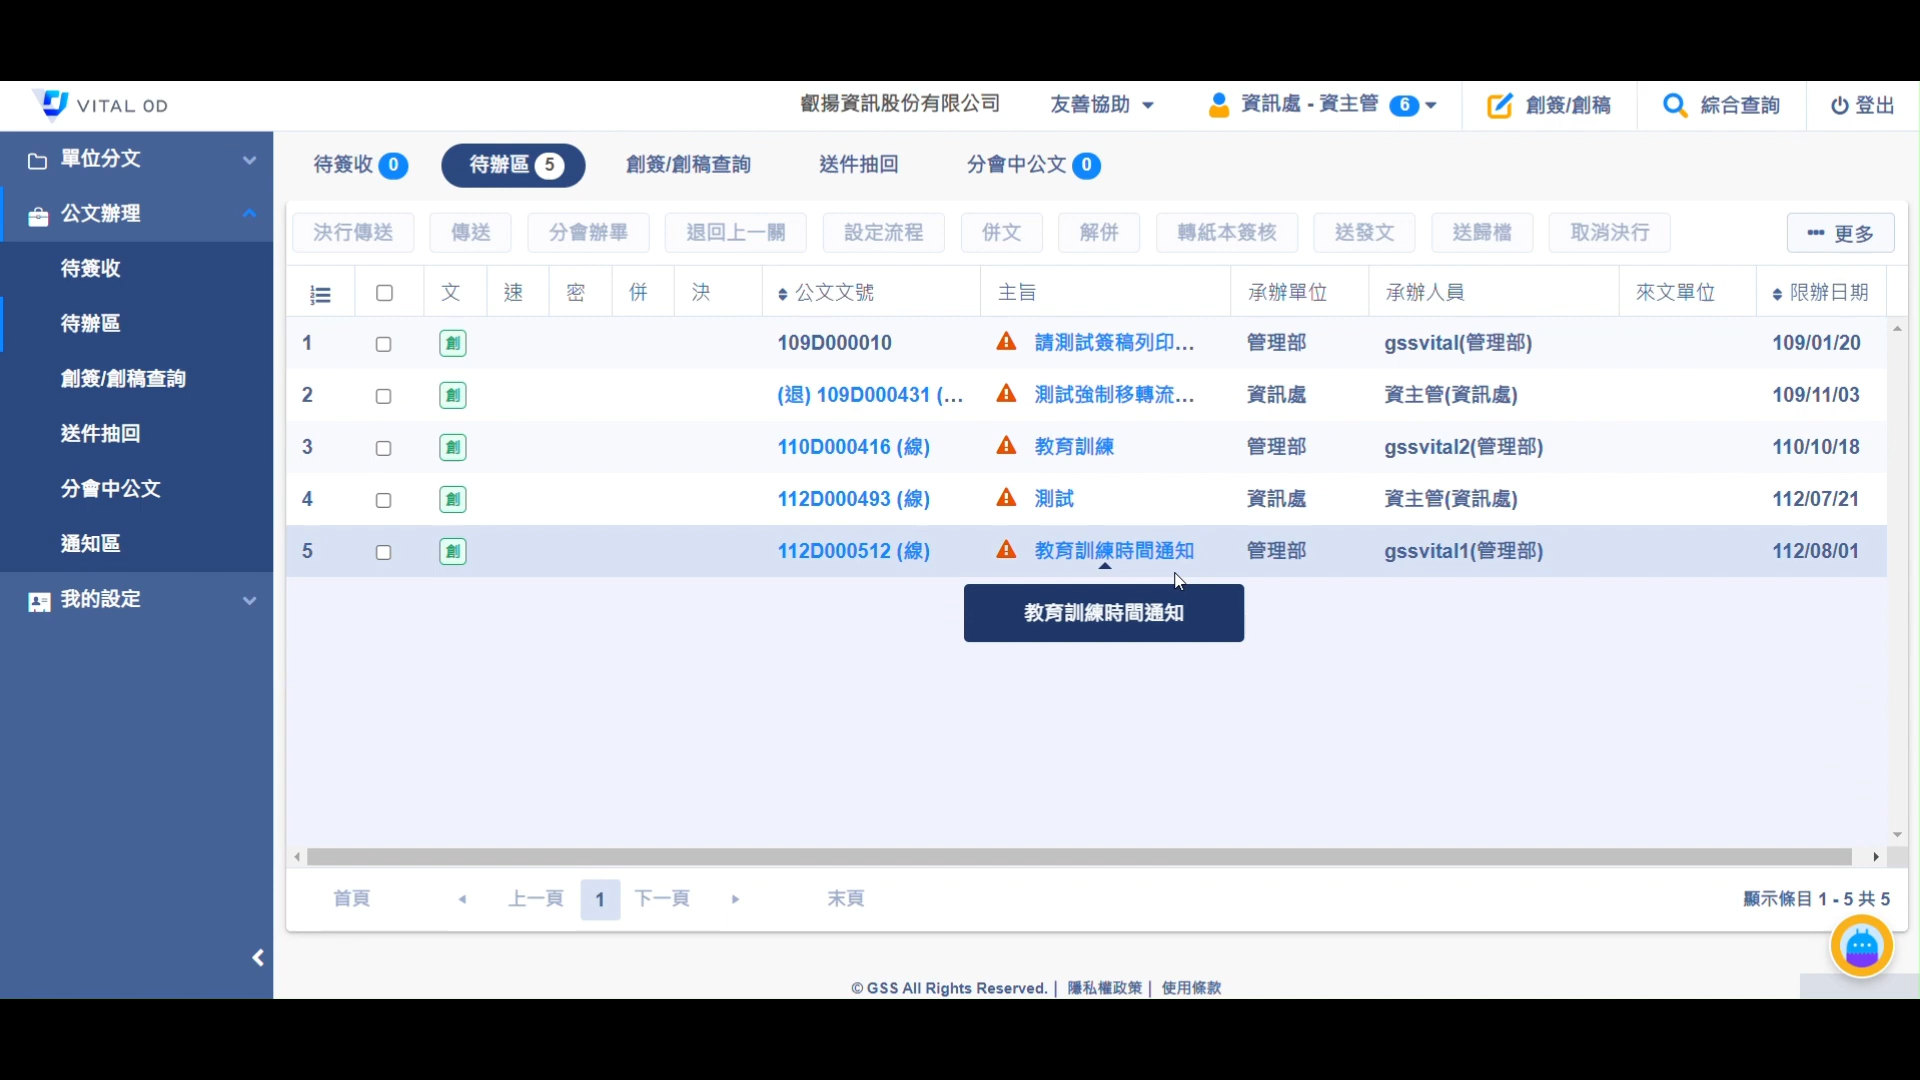 VITAL OD
叡揚資訊股份有限公司
友善協助
資訊處 - 資主管 6
創簽/創稿
綜合查詢
登出
單位分文
公文辦理
待簽收
待辦區
創簽/創稿查詢
送件抽回
分會中公文
通知區
我的設定
待簽收 0
待辦區 5
創簽/創稿查詢
送件抽回
分會中公文 0
決行傳送 傳送 分會辦畢 退回上一關 設定流程 併文 解併 轉紙本簽核 送發文 送歸檔 取消決行 ••• 更多
文 速 密 併 決 公文文號 主旨 承辦單位 承辦人員 來文單位 限辦日期
1 創 109D000010 請測試簽稿列印... 管理部 gssvital(管理部) 109/01/20
2 創 (退) 109D000431 (... 測試強制移轉流... 資訊處 資主管(資訊處) 109/11/03
3 創 110D000416 (線) 教育訓練 管理部 gssvital2(管理部) 110/10/18
4 創 112D000493 (線) 測試 資訊處 資主管(資訊處) 112/07/21
5 創 112D000512 (線) 教育訓練時間通知 管理部 gssvital1(管理部) 112/08/01
教育訓練時間通知
首頁 上一頁 1 下一頁 末頁
顯示條目 1 - 5 共 5
© GSS All Rights Reserved. | 隱私權政策 | 使用條款